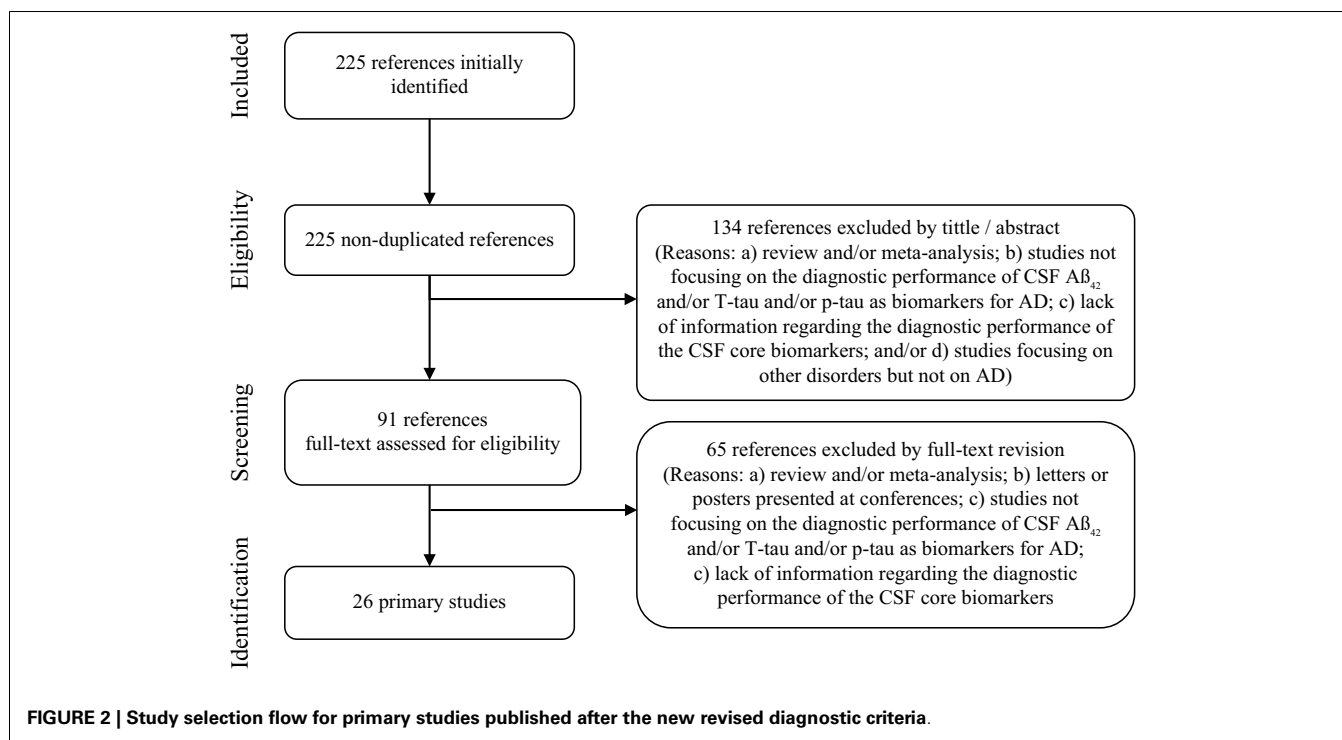 Included
225 references initially
identified
Eligibility
225 non-duplicated references
134 references excluded by tittle / abstract
(Reasons: a) review and/or meta-analysis; b) studies not
focusing on the diagnostic performance of CSF Aß₄₂
and/or T-tau and/or p-tau as biomarkers for AD; c) lack
of information regarding the diagnostic performance of
the CSF core biomarkers; and/or d) studies focusing on
other disorders but not on AD)
Screening
91 references
full-text assessed for eligibility
65 references excluded by full-text revision
(Reasons: a) review and/or meta-analysis; b) letters or
posters presented at conferences; c) studies not
focusing on the diagnostic performance of CSF Aß₄₂
and/or T-tau and/or p-tau as biomarkers for AD;
c) lack of information regarding the diagnostic
performance of the CSF core biomarkers
Identification
26 primary studies
FIGURE 2 | Study selection flow for primary studies published after the new revised diagnostic criteria.